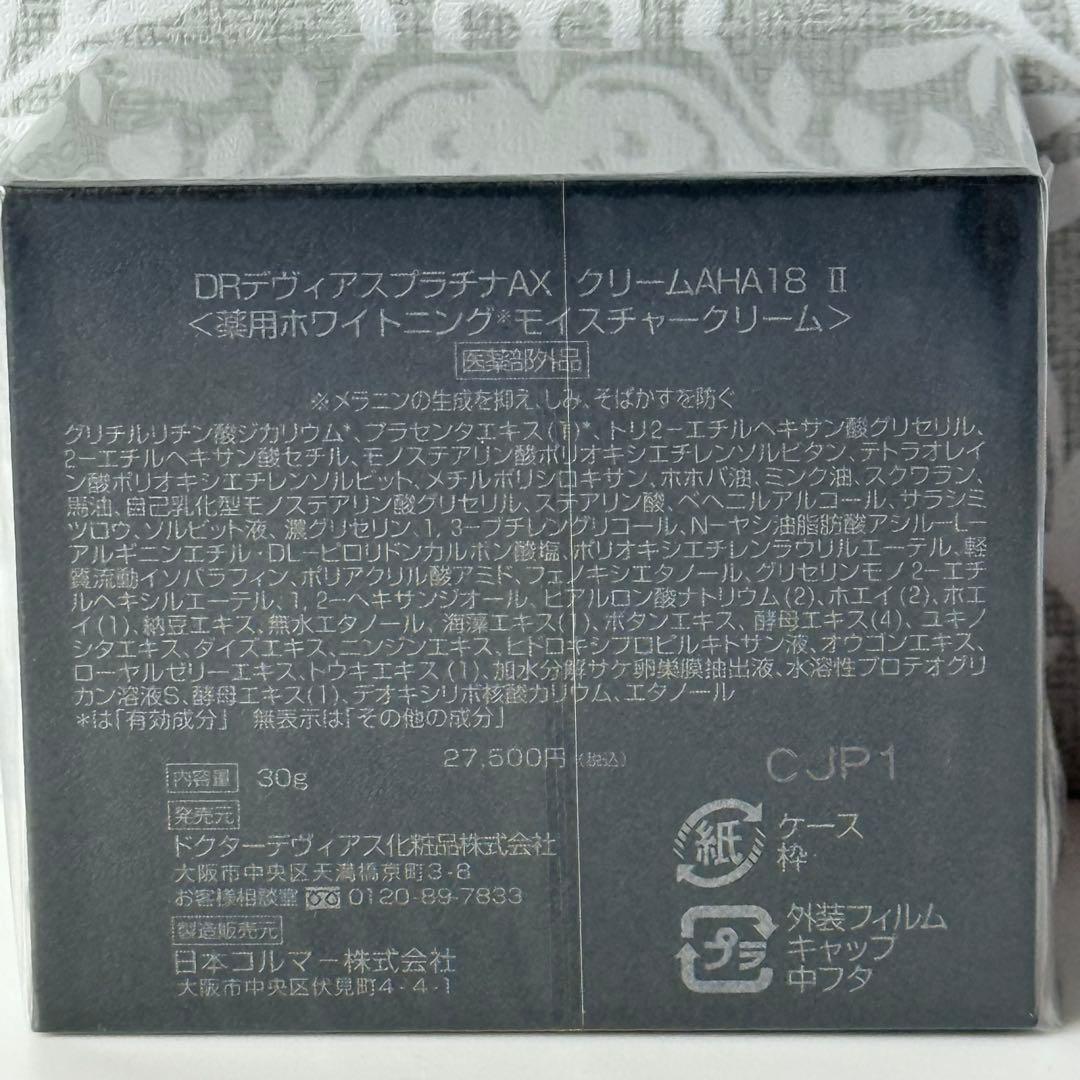 DRデヴィアスプラチナAX クリームAHA18 Ⅱ
<薬用ホワイトニング※モイスチャークリーム>
医薬部外品
※メラニンの生成を抑え、しみ、そばかすを防ぐ
グリチルリチン酸ジカリウム*、プラセンタエキス(1)*、トリ2-エチルヘキサン酸グリセリル、
2-エチルヘキサン酸セチル、モノステアリン酸ポリオキシエチレンソルビタン、テトラオレイ
ン酸ポリオキシエチレンソルビット、メチルポリシロキサン、ホホバ油、ミンク油、スクワラン、
馬油、自己乳化型モノステアリン酸グリセリル、ステアリン酸、ベヘニルアルコール、サラシミ
ツロウ、ソルビット液、濃グリセリン、1,3-ブチレングリコール、N-ヤシ油脂肪酸アシル-L-
アルギニンエチル・DL-ピロリドンカルボン酸塩、ポリオキシエチレンラウリルエーテル、軽
質流動イソパラフィン、ポリアクリル酸アミド、フェノキシエタノール、グリセリンモノ2-エチ
ルヘキシルエーテル、1,2-ヘキサンジオール、ヒアルロン酸ナトリウム(2)、ホエイ(2)、ホエ
イ(1)、納豆エキス、無水エタノール、海藻エキス(1)、ボタンエキス、酵母エキス(4)、ユキノ
シタエキス、ダイズエキス、ニンジンエキス、ヒドロキシプロピルキトサン液、オウゴンエキス、
ローヤルゼリーエキス、トウキエキス(1)、加水分解サケ卵巣膜抽出液、水溶性プロテオグリ
カン溶液S、酵母エキス(1)、デオキシリボ核酸カリウム、エタノール
*は「有効成分」 無表示は「その他の成分」
27,500円(税込)
内容量 30g
発売元
ドクターデヴィアス化粧品株式会社
大阪市中央区天満橋京町3-8
お客様相談室 0120-89-7833
製造販売元
日本コルマー株式会社
大阪市中央区伏見町4-4-1
CJP1
紙 ケース
枠
プラ 外装フィルム
キャップ
中フタ